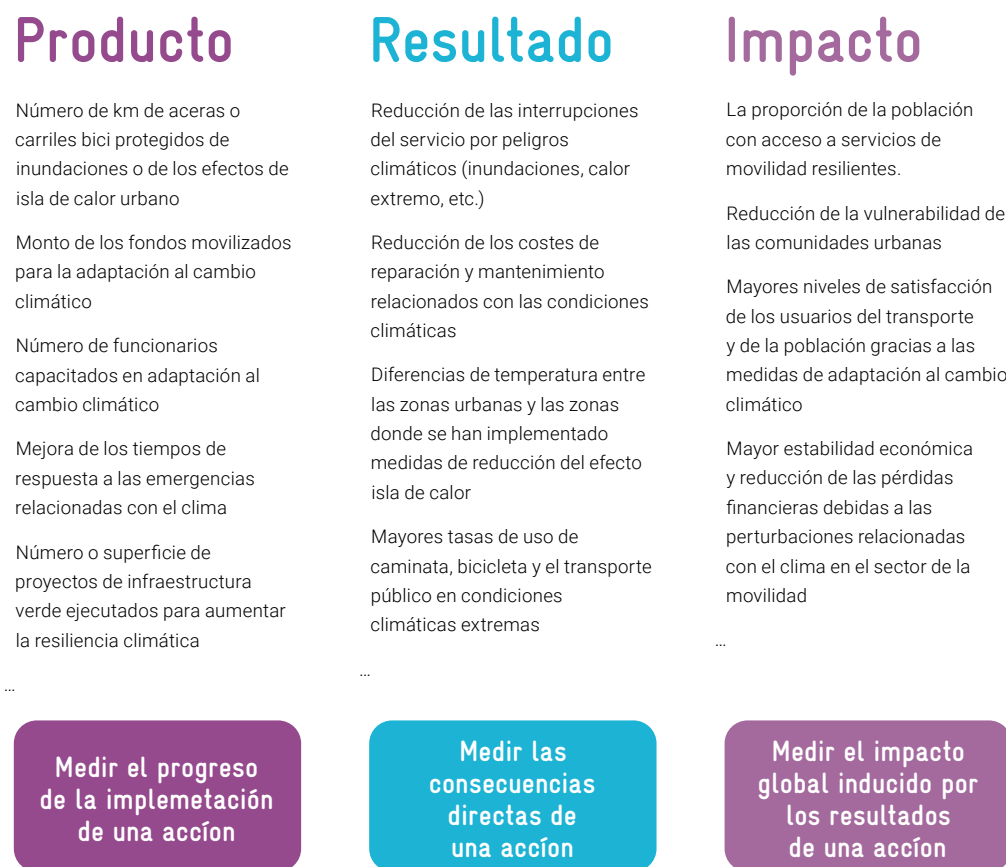 Producto
Número de km de aceras o
carriles bici protegidos de
inundaciones o de los efectos de
isla de calor urbano
Monto de los fondos movilizados
para la adaptación al cambio
climático
Número de funcionarios
capacitados en adaptación al
cambio climático
Mejora de los tiempos de
respuesta a las emergencias
relacionadas con el clima
Número o superficie de
proyectos de infraestructura
verde ejecutados para aumentar
la resiliencia climática
...
Medir el progreso
de la implemetación
de una accíon
Resultado
Reducción de las interrupciones
del servicio por peligros
climáticos (inundaciones, calor
extremo, etc.)
Reducción de los costes de
reparación y mantenimiento
relacionados con las condiciones
climáticas
Diferencias de temperatura entre
las zonas urbanas y las zonas
donde se han implementado
medidas de reducción del efecto
isla de calor
Mayores tasas de uso de
caminata, bicicleta y el transporte
público en condiciones
climáticas extremas
...
Medir las
consecuencias
directas de
una accíon
Impacto
La proporción de la población
con acceso a servicios de
movilidad resilientes.
Reducción de la vulnerabilidad de
las comunidades urbanas
Mayores niveles de satisfacción
de los usuarios del transporte
y de la población gracias a las
medidas de adaptación al cambio
climático
Mayor estabilidad económica
y reducción de las pérdidas
financieras debidas a las
perturbaciones relacionadas
con el clima en el sector de la
movilidad
...
Medir el impacto
global inducido por
los resultados
de una accíon